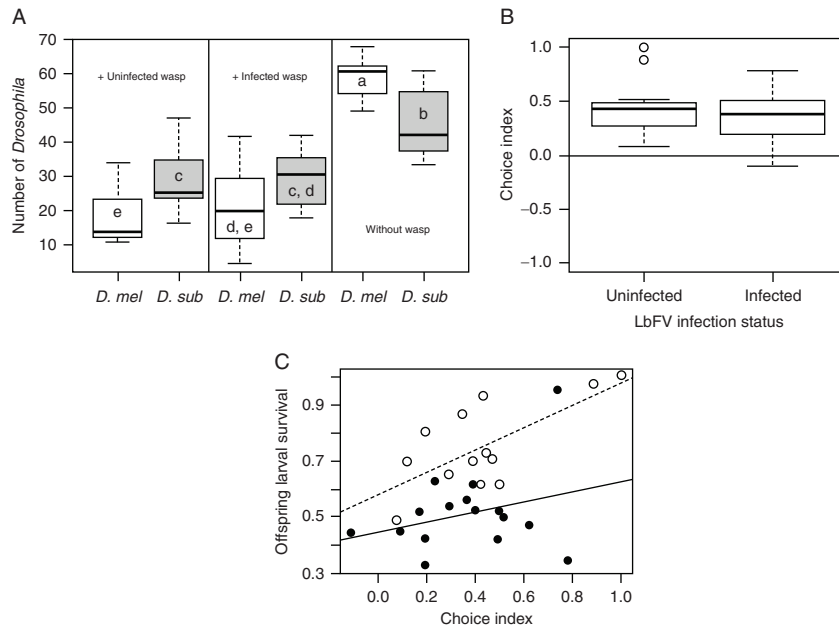 A
Number of Drosophila
70
60
50
40
30
20
10
+ Uninfected wasp
+ Infected wasp
Without wasp
e
c
d, e
c, d
a
b
D. mel
D. sub
D. mel
D. sub
D. mel
D. sub
B
Choice index
1.0
0.5
0.0
–0.5
–1.0
Uninfected
Infected
LbFV infection status
C
Offspring larval survival
0.9
0.7
0.5
0.3
0.0
0.2
0.4
0.6
0.8
1.0
Choice index